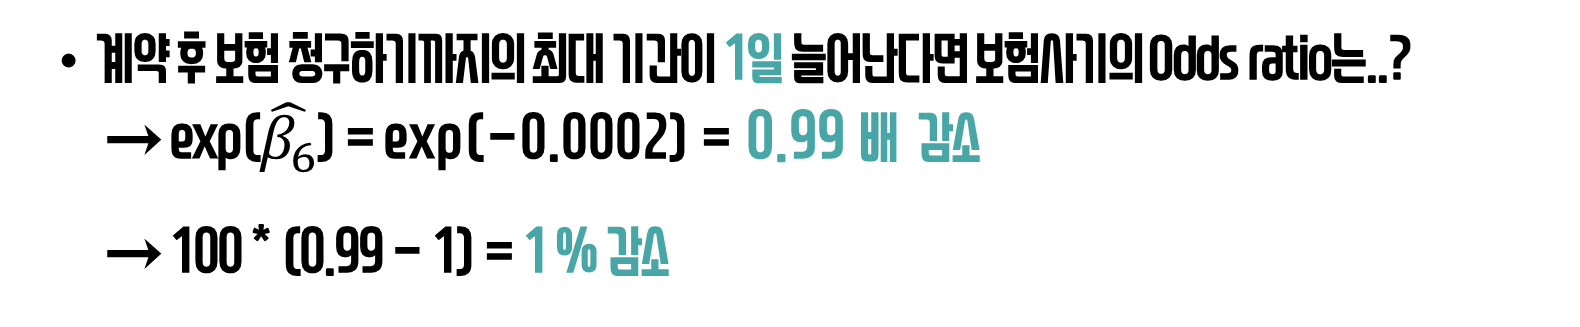 • 계약 후 보험 청구하기까지의 최대 기간이 1일 늘어난다면 보험사기의 Odds ratio는..?
→ exp(β̂₆) = exp(-0.0002) = 0.99 배 감소
→ 100 * (0.99 - 1) = 1% 감소